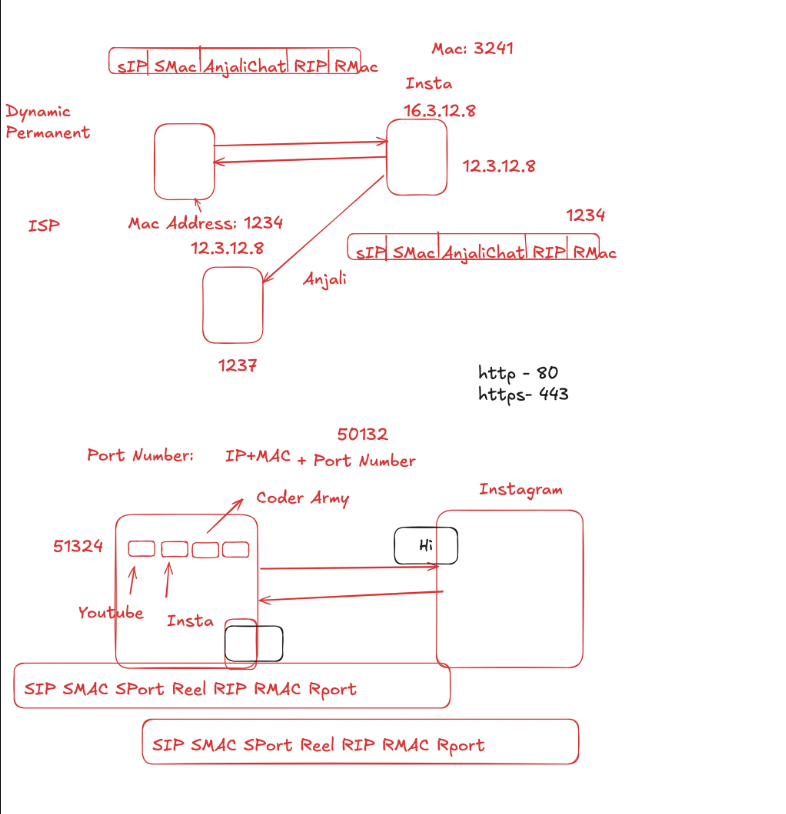 Mac: 3241
sIP SMac AnjaliChat RIP RMac
Insta
16.3.12.8
Dynamic
Permanent
12.3.12.8
Mac Address: 1234
1234
ISP
12.3.12.8
sIP SMac AnjaliChat RIP RMac
Anjali
1237
http - 80
https- 443
50132
Port Number: IP+MAC + Port Number
Instagram
Coder Army
51324
Hi
Youtube
Insta
SIP SMAC SPort Reel RIP RMAC Rport
SIP SMAC SPort Reel RIP RMAC Rport